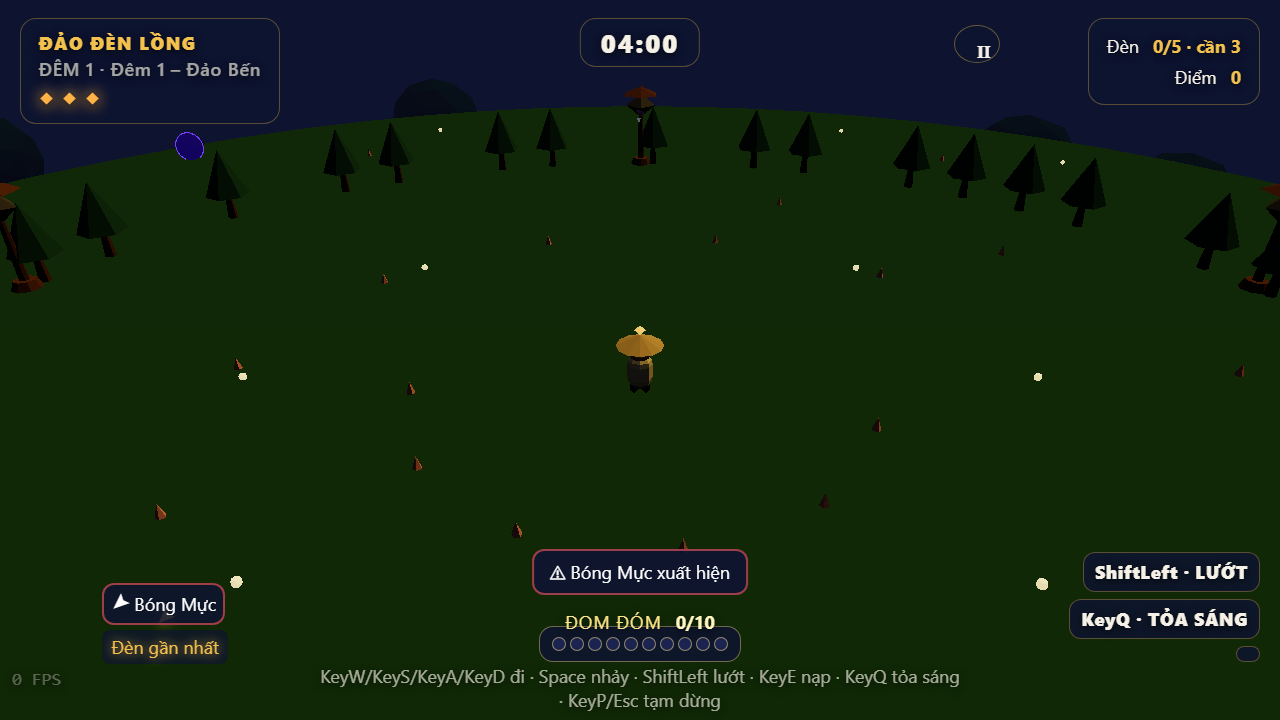 ĐẢO ĐÈN LỒNG
ĐÊM 1 · Đêm 1 – Đảo Bến
04:00
II
Đèn 0/5 · cần 3
Điểm 0
⚠ Bóng Mực xuất hiện
Bóng Mực
Đèn gần nhất
ĐOM ĐÓM 0/10
ShiftLeft · LƯỚT
KeyQ · TỎA SÁNG
0 FPS
KeyW/KeyS/KeyA/KeyD đi · Space nhảy · ShiftLeft lướt · KeyE nạp · KeyQ tỏa sáng
· KeyP/Esc tạm dừng